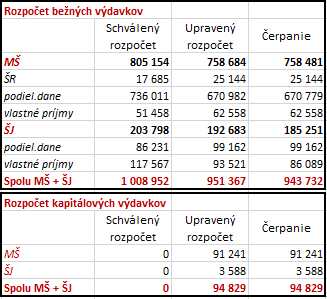 Rozpočet bežných výdavkov
Schválený rozpočet Upravený rozpočet Čerpanie
MŠ 805 154 758 684 758 481
ŠR 17 685 25 144 25 144
podiel.dane 736 011 670 982 670 779
vlastné príjmy 51 458 62 558 62 558
ŠJ 203 798 192 683 185 251
podiel.dane 86 231 99 162 99 162
vlastné príjmy 117 567 93 521 86 089
Spolu MŠ + ŠJ 1 008 952 951 367 943 732
Rozpočet kapitálových výdavkov
Schválený rozpočet Upravený rozpočet Čerpanie
MŠ 0 91 241 91 241
ŠJ 0 3 588 3 588
Spolu MŠ + ŠJ 0 94 829 94 829